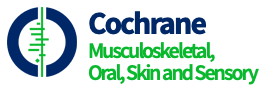 Cochrane
Musculoskeletal,
Oral, Skin and Sensory